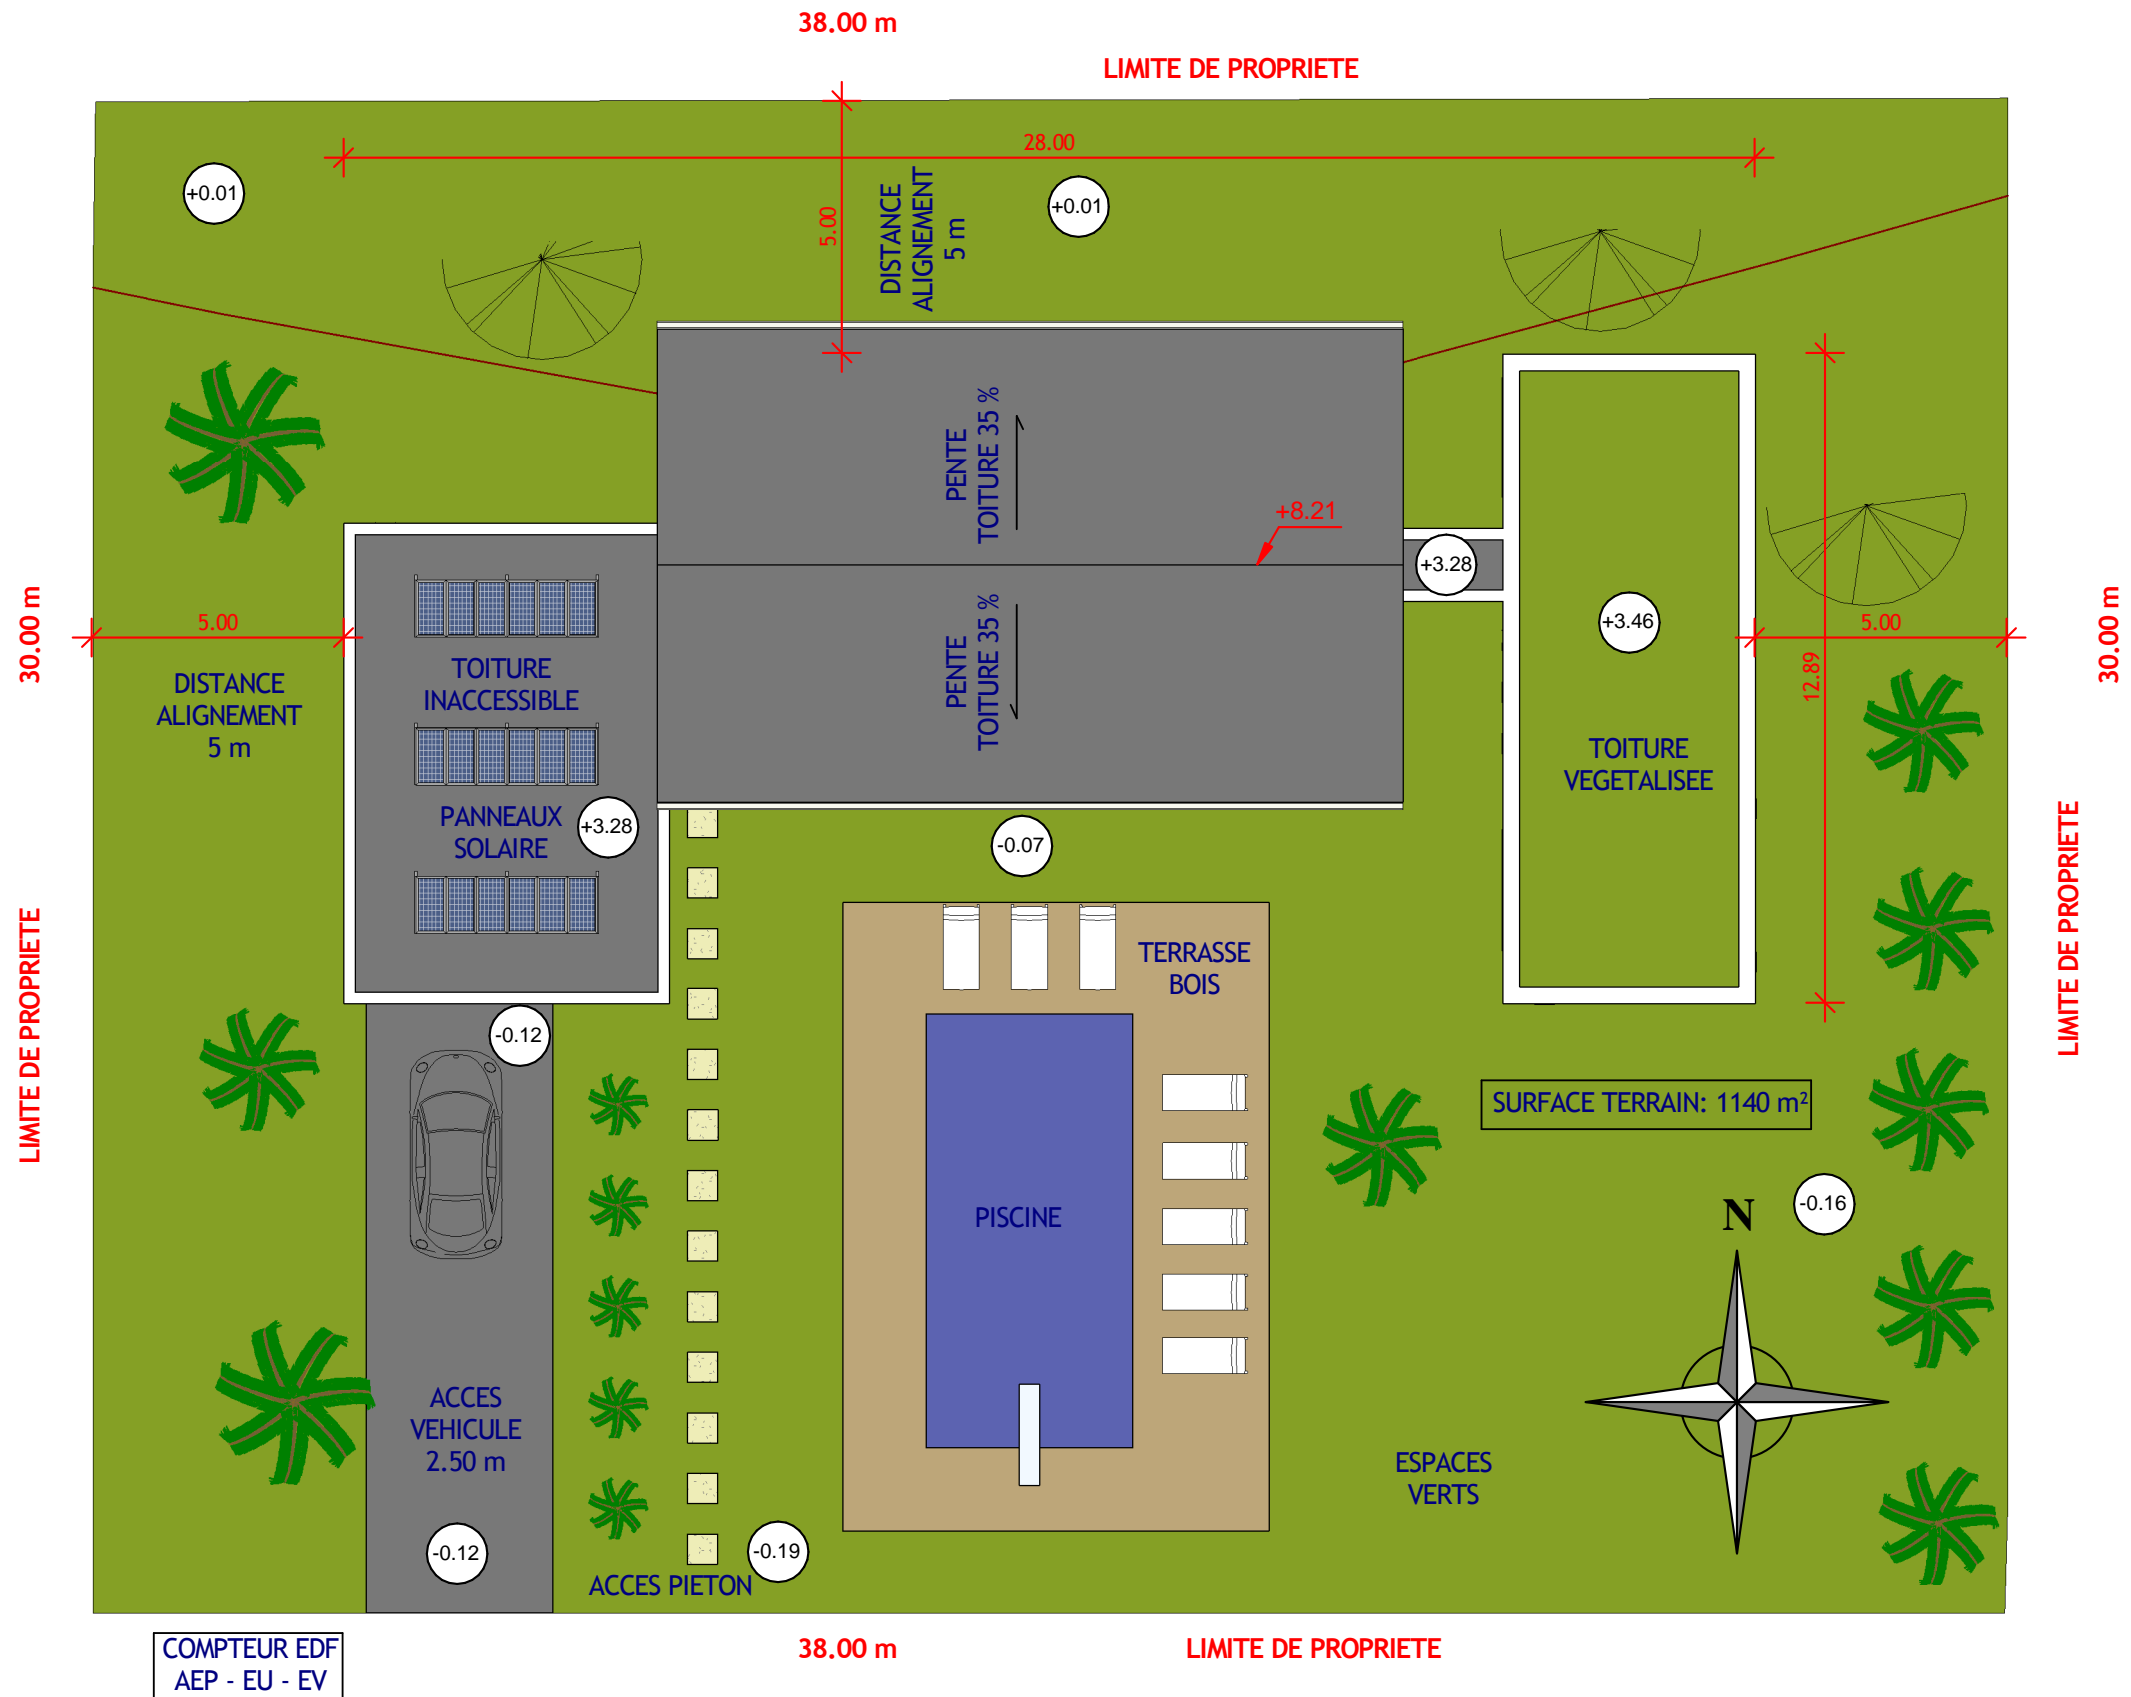 38.00 m
LIMITE DE PROPRIETE
28.00
+0.01
5.00
DISTANCE
ALIGNEMENT
5 m
+0.01
PENTE
TOITURE 35 %
+8.21
+3.28
30.00 m
5.00
DISTANCE
ALIGNEMENT
5 m
TOITURE
INACCESSIBLE
PENTE
TOITURE 35 %
+3.46
12.89
5.00
30.00 m
TOITURE
VEGETALISEE
PANNEAUX
SOLAIRE
+3.28
-0.07
LIMITE DE PROPRIETE
TERRASSE
BOIS
LIMITE DE PROPRIETE
-0.12
SURFACE TERRAIN: 1140 m²
PISCINE
N
-0.16
ACCES
VEHICULE
2.50 m
ESPACES
VERTS
-0.12
-0.19
ACCES PIETON
COMPTEUR EDF
AEP - EU - EV
38.00 m
LIMITE DE PROPRIETE